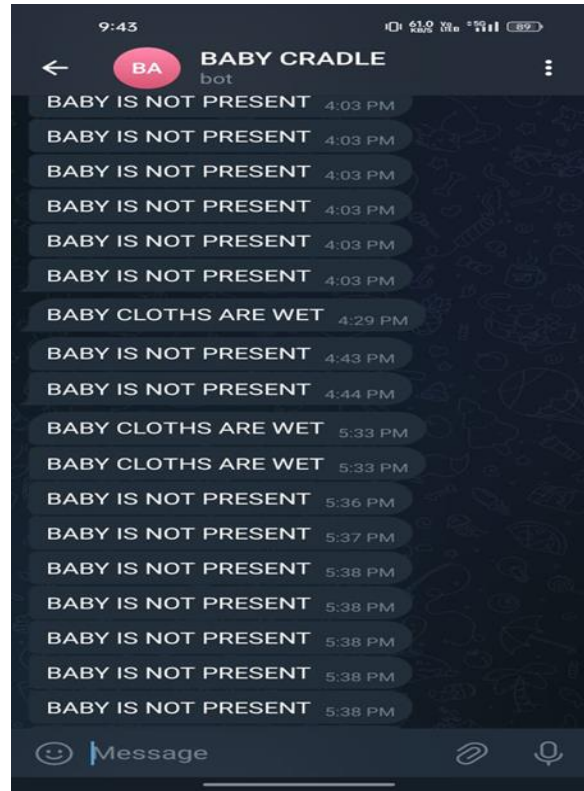 9:43
61.0 KB/S Yo LTE 5G 89
BA
BABY CRADLE
bot
BABY IS NOT PRESENT 4:03 PM
BABY IS NOT PRESENT 4:03 PM
BABY IS NOT PRESENT 4:03 PM
BABY IS NOT PRESENT 4:03 PM
BABY IS NOT PRESENT 4:03 PM
BABY IS NOT PRESENT 4:03 PM
BABY CLOTHS ARE WET 4:29 PM
BABY IS NOT PRESENT 4:43 PM
BABY IS NOT PRESENT 4:44 PM
BABY CLOTHS ARE WET 5:33 PM
BABY CLOTHS ARE WET 5:33 PM
BABY IS NOT PRESENT 5:36 PM
BABY IS NOT PRESENT 5:37 PM
BABY IS NOT PRESENT 5:38 PM
BABY IS NOT PRESENT 5:38 PM
BABY IS NOT PRESENT 5:38 PM
BABY IS NOT PRESENT 5:38 PM
BABY IS NOT PRESENT 5:38 PM
Message